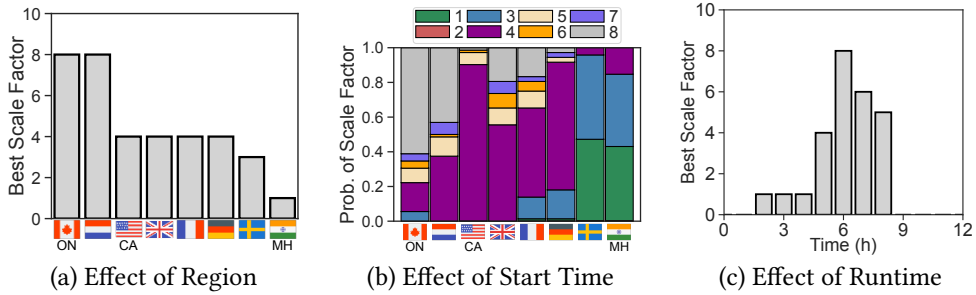 10
8
6
4
2
0
Best Scale Factor
ON CA MH
(a) Effect of Region
1 3 5 7
2 4 6 8
1.0
0.8
0.6
0.4
0.2
0.0
Prob. of Scale Factor
ON CA MH
(b) Effect of Start Time
10
8
6
4
2
0
Best Scale Factor
3 6 9 12
Time (h)
(c) Effect of Runtime